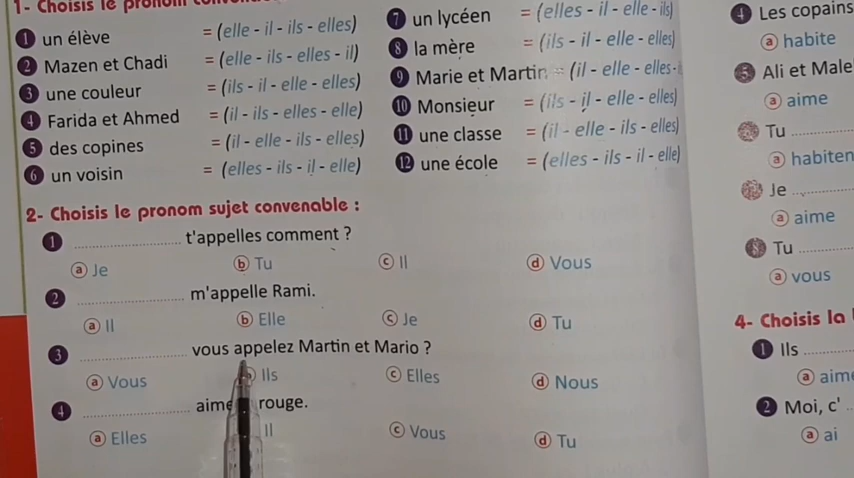 1- Choisis le pronom
1 un élève = (elle - il - ils - elles)
2 Mazen et Chadi = (elle - ils - elles - il)
3 une couleur = (ils - il - elle - elles)
4 Farida et Ahmed = (il - ils - elles - elle)
5 des copines = (il - elle - ils - elles)
6 un voisin = (elles - ils - il - elle)
7 un lycéen = (elles - il - elle - ils)
8 la mère = (ils - il - elle - elles)
9 Marie et Martin = (il - elle - elles -
10 Monsieur = (ils - il - elle - elles)
11 une classe = (il - elle - ils - elles)
12 une école = (elles - ils - il - elle)
2- Choisis le pronom sujet convenable :
1 .................... t'appelles comment ?
a Je b Tu c Il d Vous
2 .................... m'appelle Rami.
a Il b Elle c Je d Tu
3 .................... vous appelez Martin et Mario ?
a Vous b Ils c Elles d Nous
4 .................... aime rouge.
a Elles Il c Vous d Tu
4 Les copains
a habite
5 Ali et Male
a aime
Tu ..........
a habiten
Je ..........
a aime
8 Tu ..........
a vous
4- Choisis la
1 Ils ..........
a aime
2 Moi, c' ..
a ai